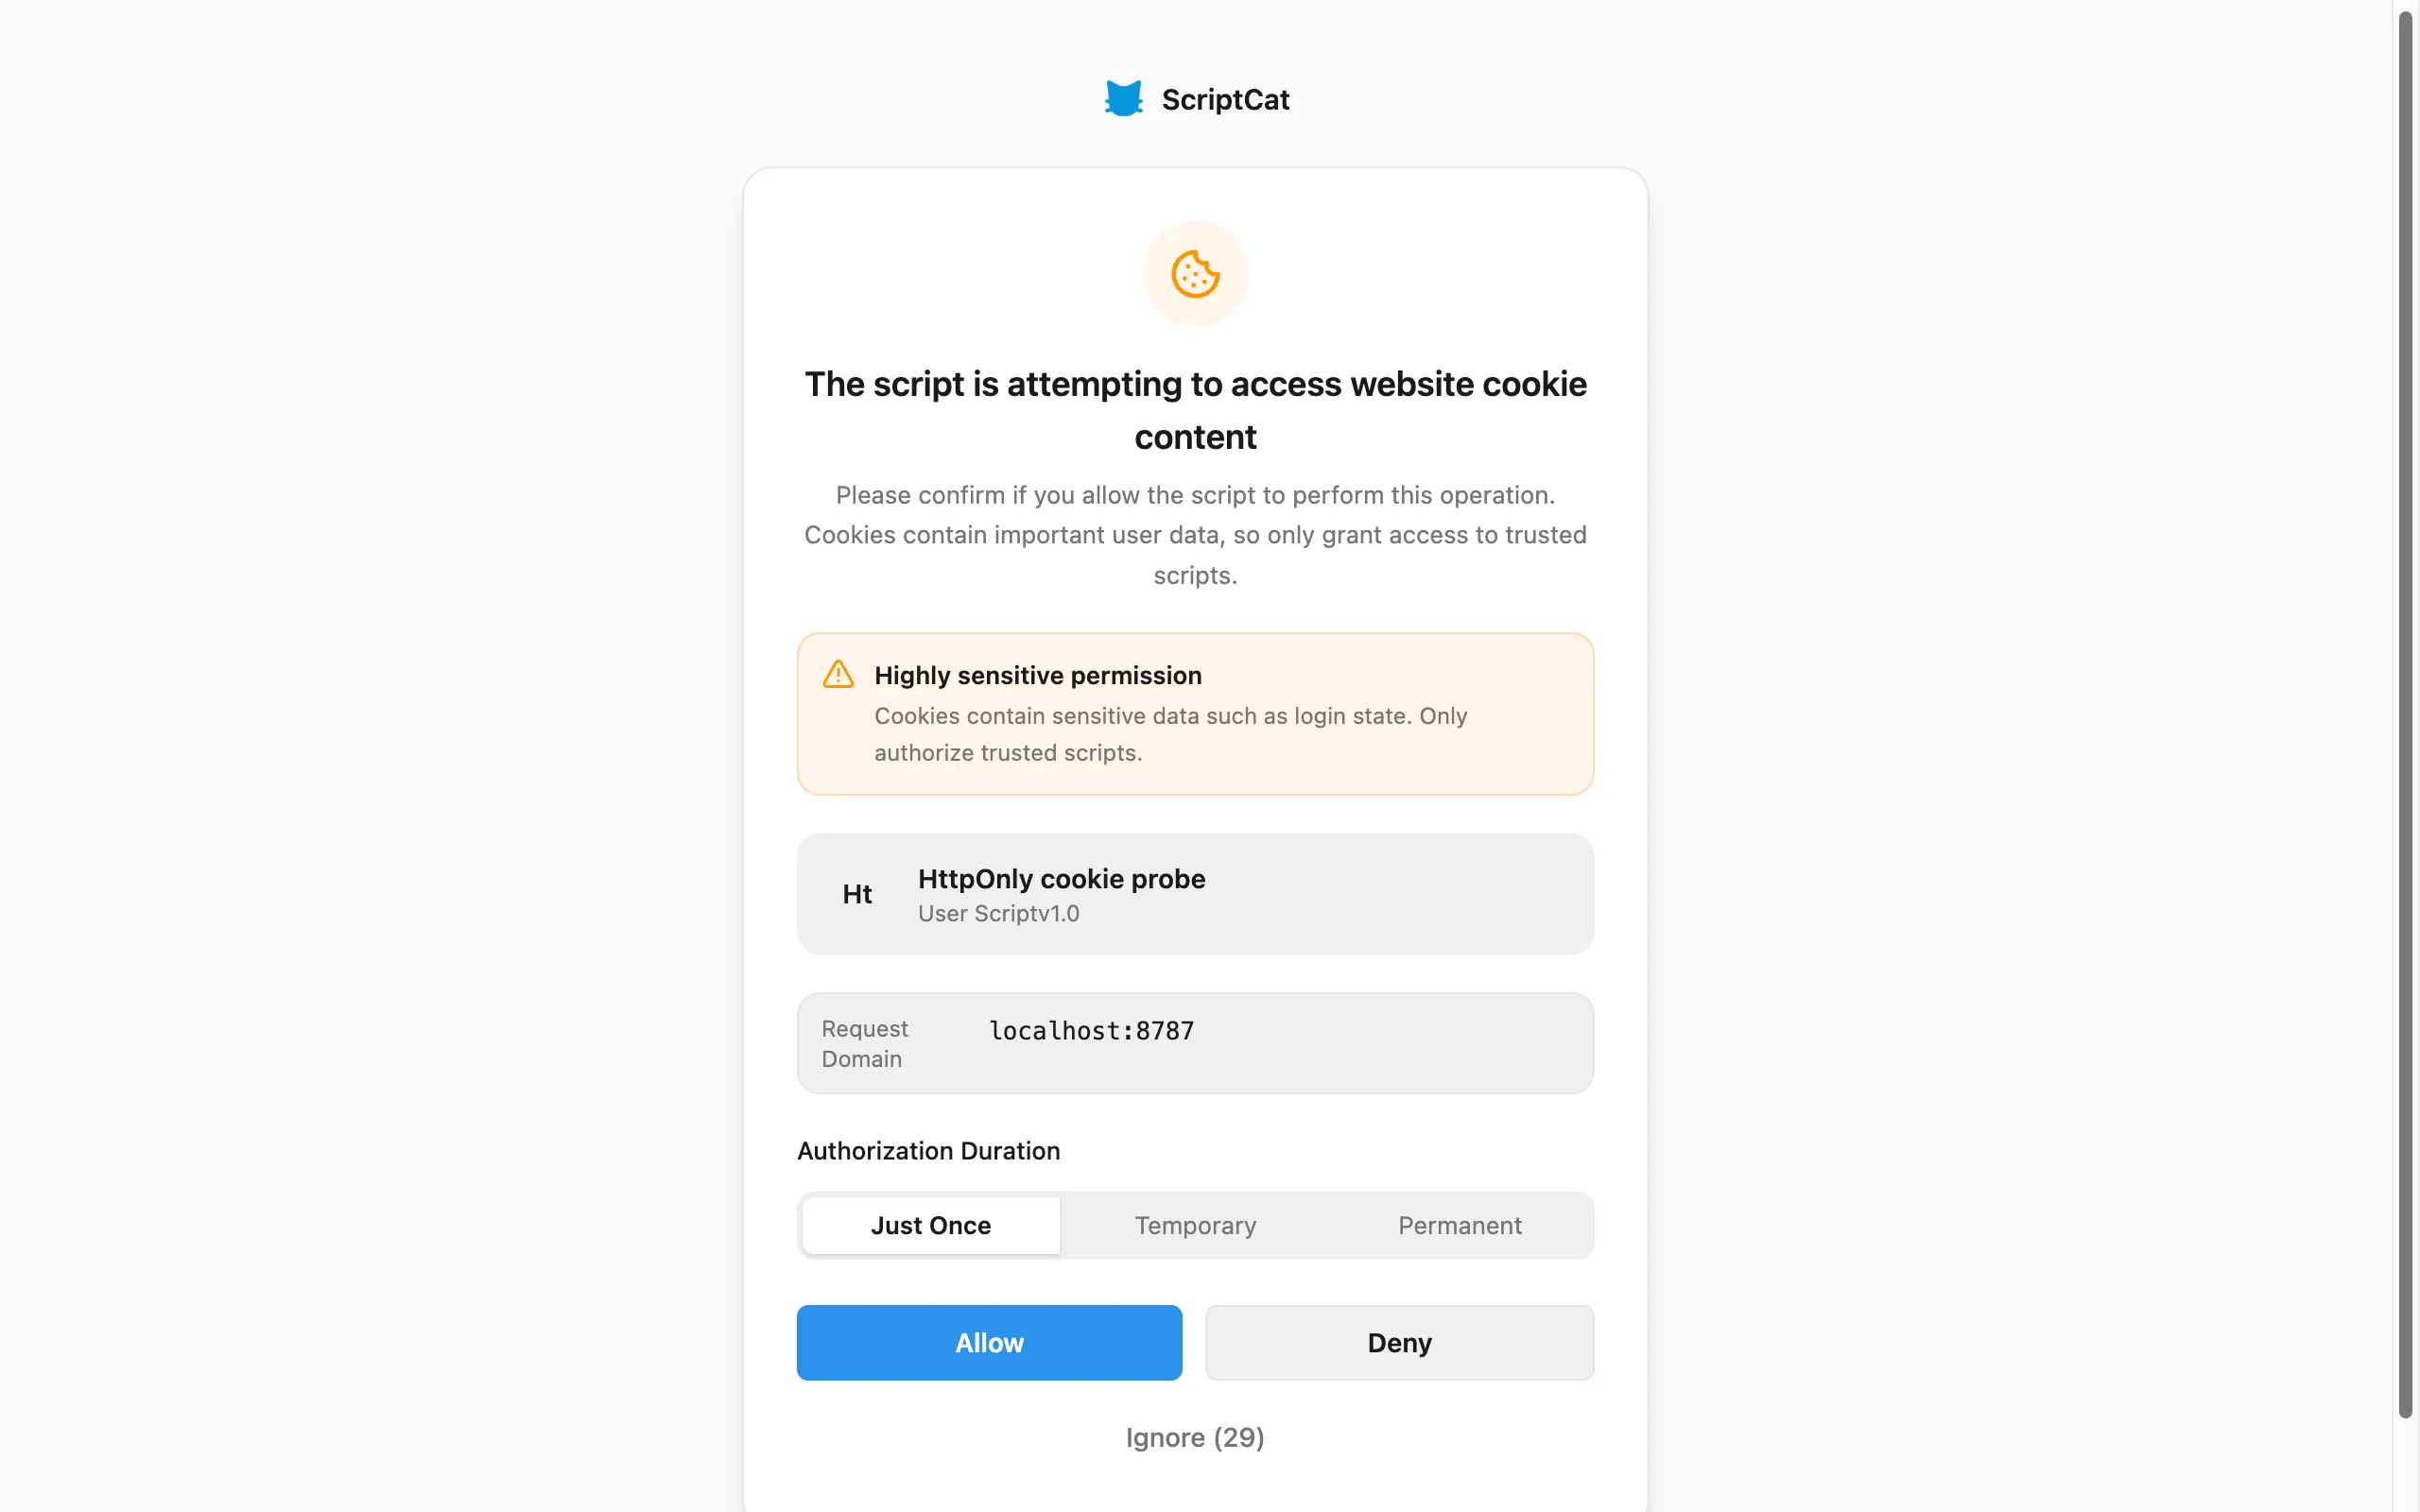 ScriptCat
The script is attempting to access website cookie
content
Please confirm if you allow the script to perform this operation.
Cookies contain important user data, so only grant access to trusted
scripts.
Highly sensitive permission
Cookies contain sensitive data such as login state. Only
authorize trusted scripts.
Ht
HttpOnly cookie probe
User Scriptv1.0
Request
Domain
localhost:8787
Authorization Duration
Just Once
Temporary
Permanent
Allow
Deny
Ignore (29)